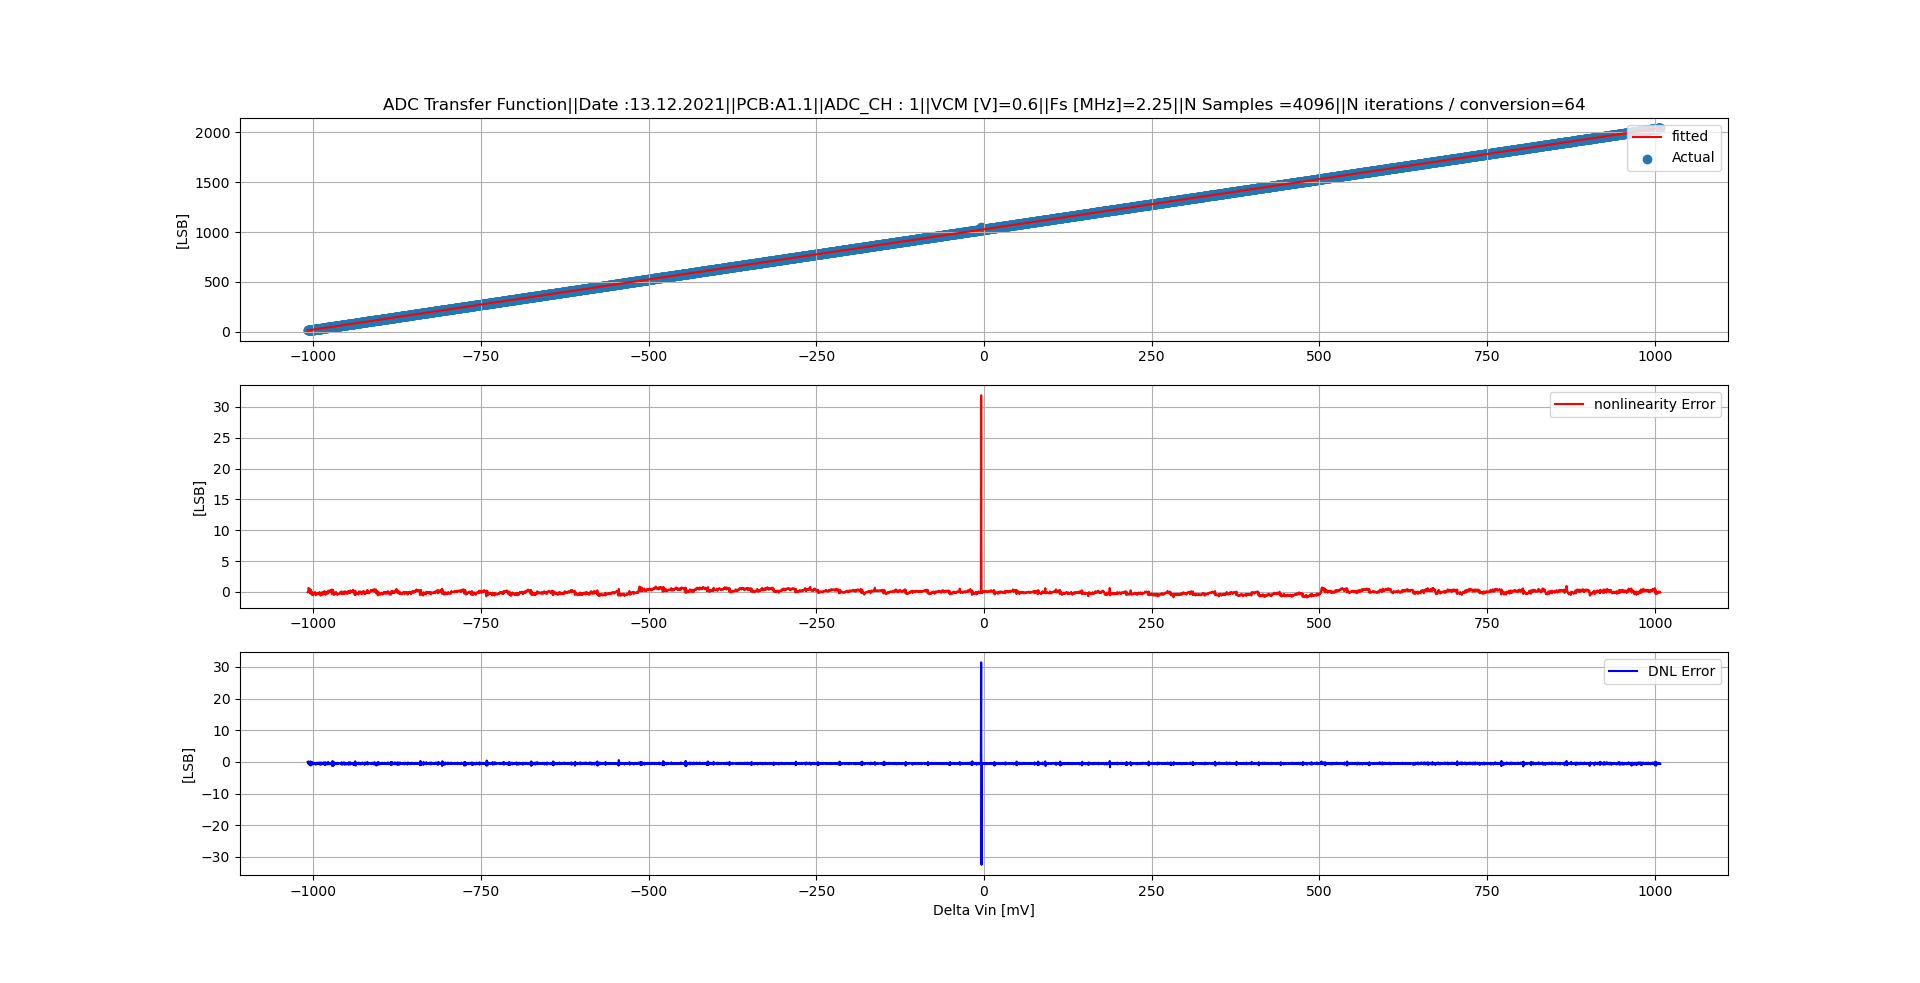 ADC Transfer Function||Date :13.12.2021||PCB:A1.1||ADC_CH : 1||VCM [V]=0.6||Fs [MHz]=2.25||N Samples =4096||N iterations / conversion=64
2000
1500
1000
500
0
[LSB]
fitted
Actual
−1000 −750 −500 −250 0 250 500 750 1000
30
25
20
15
10
5
0
[LSB]
nonlinearity Error
−1000 −750 −500 −250 0 250 500 750 1000
30
20
10
0
−10
−20
−30
[LSB]
DNL Error
−1000 −750 −500 −250 0 250 500 750 1000
Delta Vin [mV]